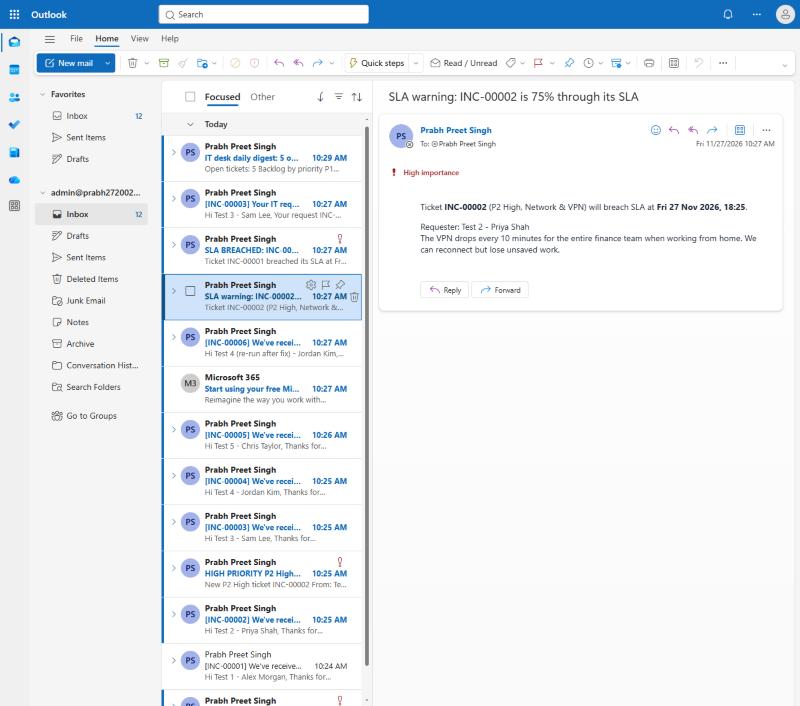 Outlook
Search
File Home View Help
New mail
Quick steps
Read / Unread
Favorites
Inbox 12
Sent Items
Drafts
admin@prabh272002...
Inbox 12
Drafts
Sent Items
Deleted Items
Junk Email
Notes
Archive
Conversation Hist...
Search Folders
Go to Groups
Focused Other
Today
PS
Prabh Preet Singh
IT desk daily digest: 5 o... 10:29 AM
Open tickets: 5 Backlog by priority P1...
PS
Prabh Preet Singh
[INC-00003] Your IT req... 10:27 AM
Hi Test 3 - Sam Lee, Your request INC-...
PS
Prabh Preet Singh
SLA BREACHED: INC-00... 10:27 AM
Ticket INC-00001 breached its SLA at Fr...
Prabh Preet Singh
SLA warning: INC-00002... 10:27 AM
Ticket INC-00002 (P2 High, Network &...
PS
Prabh Preet Singh
[INC-00006] We've recei... 10:27 AM
Hi Test 4 (re-run after fix) - Jordan Kim,...
M3
Microsoft 365
Start using your free Mi... 10:27 AM
Reimagine the way you work with...
PS
Prabh Preet Singh
[INC-00005] We've recei... 10:26 AM
Hi Test 5 - Chris Taylor, Thanks for...
PS
Prabh Preet Singh
[INC-00004] We've recei... 10:25 AM
Hi Test 4 - Jordan Kim, Thanks for...
PS
Prabh Preet Singh
[INC-00003] We've recei... 10:25 AM
Hi Test 3 - Sam Lee, Thanks for...
PS
Prabh Preet Singh
HIGH PRIORITY P2 High... 10:25 AM
New P2 High ticket INC-00002 From: Te...
PS
Prabh Preet Singh
[INC-00002] We've recei... 10:25 AM
Hi Test 2 - Priya Shah, Thanks for...
PS
Prabh Preet Singh
[INC-00001] We've receive... 10:24 AM
Hi Test 1 - Alex Morgan, Thanks for...
PS
Prabh Preet Singh
SLA warning: INC-00002 is 75% through its SLA
PS
Prabh Preet Singh
To: Prabh Preet Singh
Fri 11/27/2026 10:27 AM
High importance
Ticket INC-00002 (P2 High, Network & VPN) will breach SLA at Fri 27 Nov 2026, 18:25.
Requester: Test 2 - Priya Shah
The VPN drops every 10 minutes for the entire finance team when working from home. We
can reconnect but lose unsaved work.
Reply
Forward